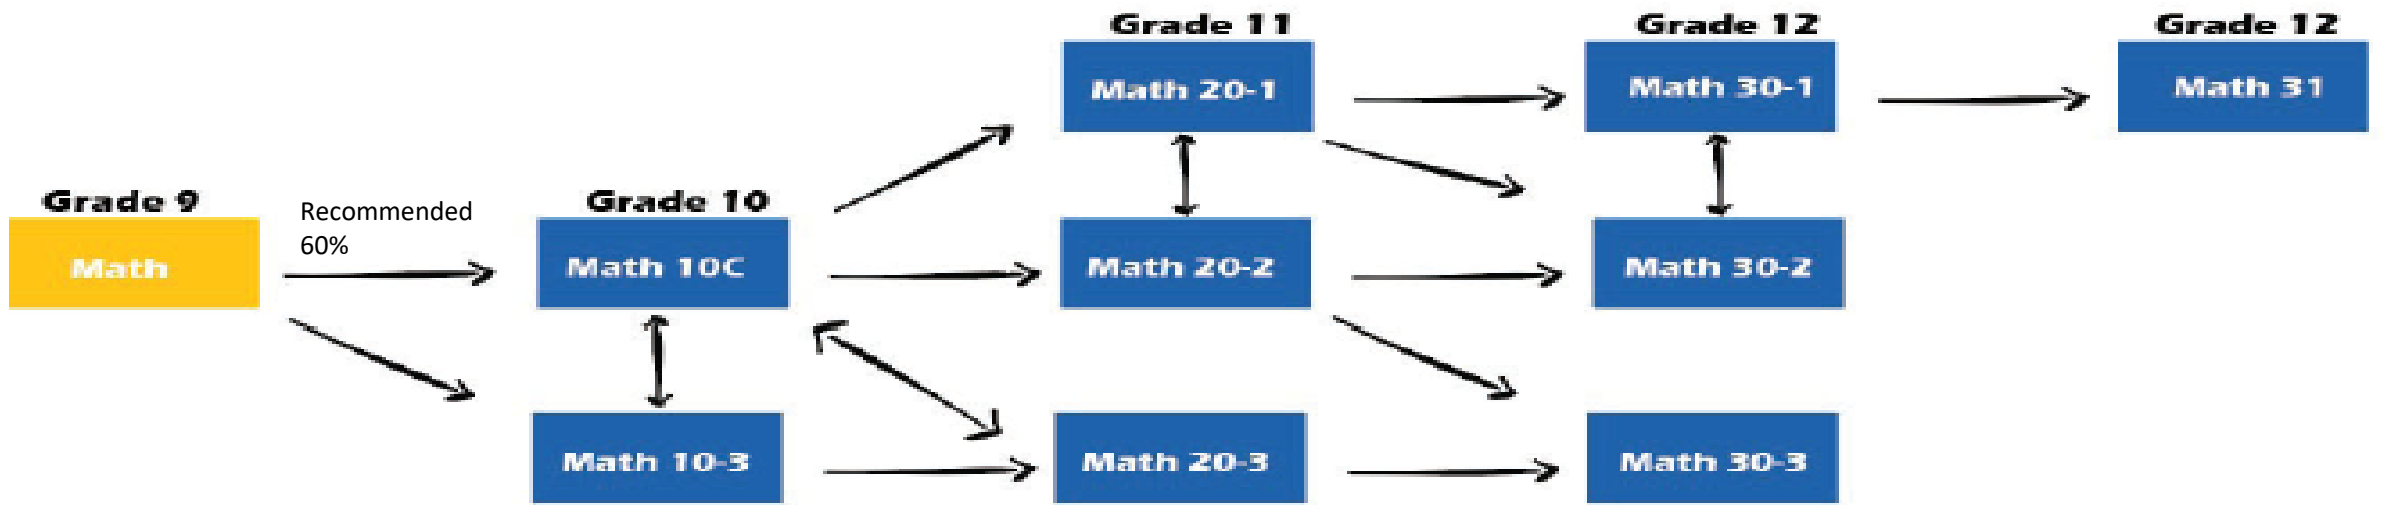 Grade 11
Grade 12
Grade 12
Math 20-1
Math 30-1
Math 31
Grade 9
Recommended
60%
Grade 10
Math
Math 10C
Math 20-2
Math 30-2
Math 10-3
Math 20-3
Math 30-3